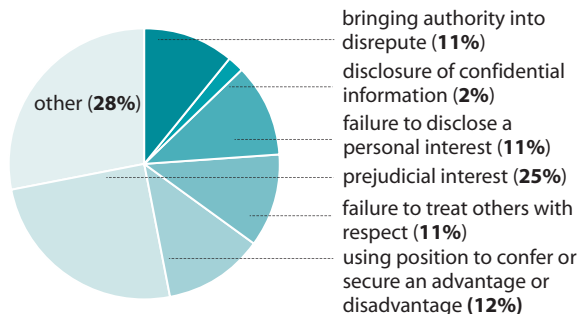 bringing authority into
disrepute (11%)
disclosure of confidential
information (2%)
other (28%)
failure to disclose a
personal interest (11%)
prejudicial interest (25%)
failure to treat others with
respect (11%)
using position to confer or
secure an advantage or
disadvantage (12%)